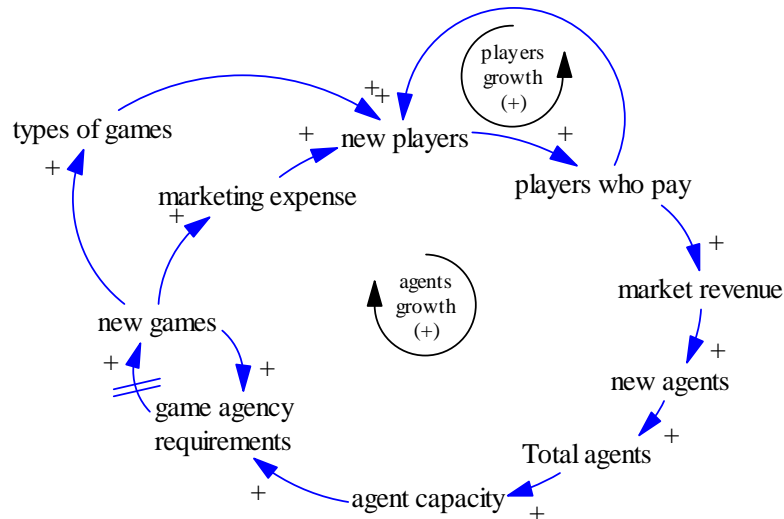 players
growth
(+)
+
+
types of games
+
+
new players
+
+
players who pay
marketing expense
+
+
agents
growth
(+)
market revenue
new games
+
+
+
new agents
game agency
requirements
+
Total agents
+
agent capacity
+